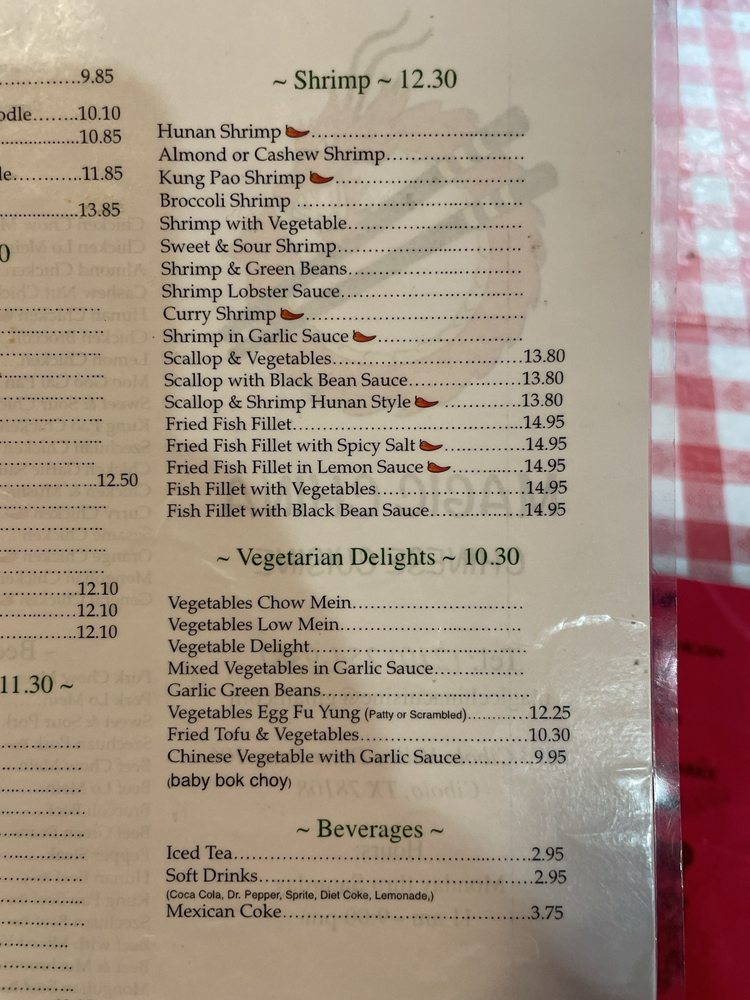 9.85
10.10
10.85
11.85
13.85
0
12.50
12.10
12.10
12.10
11.30 ~
~ Shrimp ~ 12.30
Hunan Shrimp..............................
Almond or Cashew Shrimp..............................
Kung Pao Shrimp..............................
Broccoli Shrimp ..............................
Shrimp with Vegetable..............................
Sweet & Sour Shrimp..............................
Shrimp & Green Beans..............................
Shrimp Lobster Sauce..............................
Curry Shrimp..............................
Shrimp in Garlic Sauce..............................
Scallop & Vegetables..............................13.80
Scallop with Black Bean Sauce....................13.80
Scallop & Shrimp Hunan Style ..............13.80
Fried Fish Fillet........................................14.95
Fried Fish Fillet with Spicy Salt..............14.95
Fried Fish Fillet in Lemon Sauce............14.95
Fish Fillet with Vegetables........................14.95
Fish Fillet with Black Bean Sauce...............14.95
~ Vegetarian Delights ~ 10.30
Vegetables Chow Mein..............................
Vegetables Low Mein..............................
Vegetable Delight..............................
Mixed Vegetables in Garlic Sauce...............
Garlic Green Beans..............................
Vegetables Egg Fu Yung (Patty or Scrambled)...........12.25
Fried Tofu & Vegetables..............................10.30
Chinese Vegetable with Garlic Sauce............9.95
(baby bok choy)
~ Beverages ~
Iced Tea..................................................2.95
Soft Drinks..............................................2.95
(Coca Cola, Dr. Pepper, Sprite, Diet Coke, Lemonade,)
Mexican Coke..........................................3.75